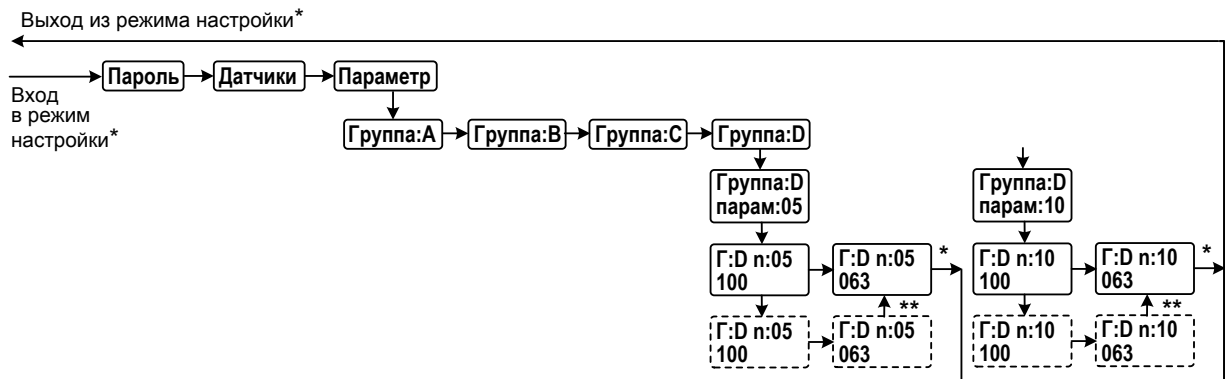 Выход из режима настройки*
Пароль
Датчики
Параметр
Вход
в режим
настройки*
Группа:A
Группа:B
Группа:C
Группа:D
Группа:D
парам:05
Группа:D
парам:10
Г:D n:05
100
Г:D n:05
063
*
Г:D n:10
100
Г:D n:10
063
*
**
**
Г:D n:05
100
Г:D n:05
063
Г:D n:10
100
Г:D n:10
063